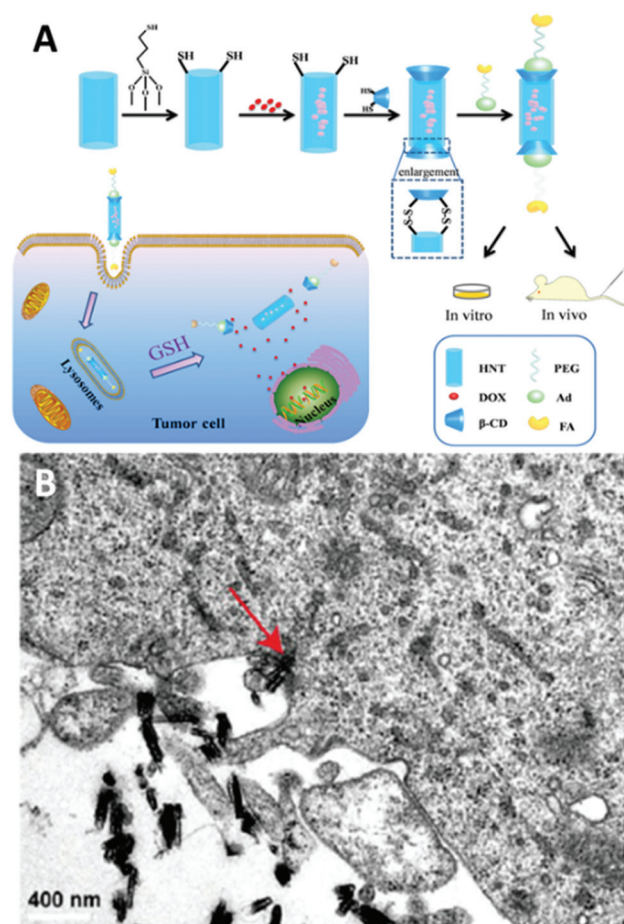 A
SH
Si
O O O
SH SH
SH SH
HS
HS
enlargement
S-S S-S
In vitro
In vivo
Lysosomes
GSH
Nucleus
Tumor cell
HNT
PEG
DOX
Ad
β-CD
FA
B
400 nm